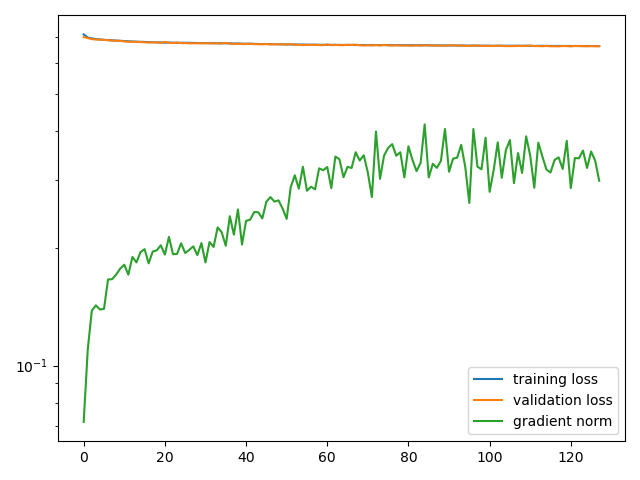 10⁻¹
0 20 40 60 80 100 120
training loss
validation loss
gradient norm